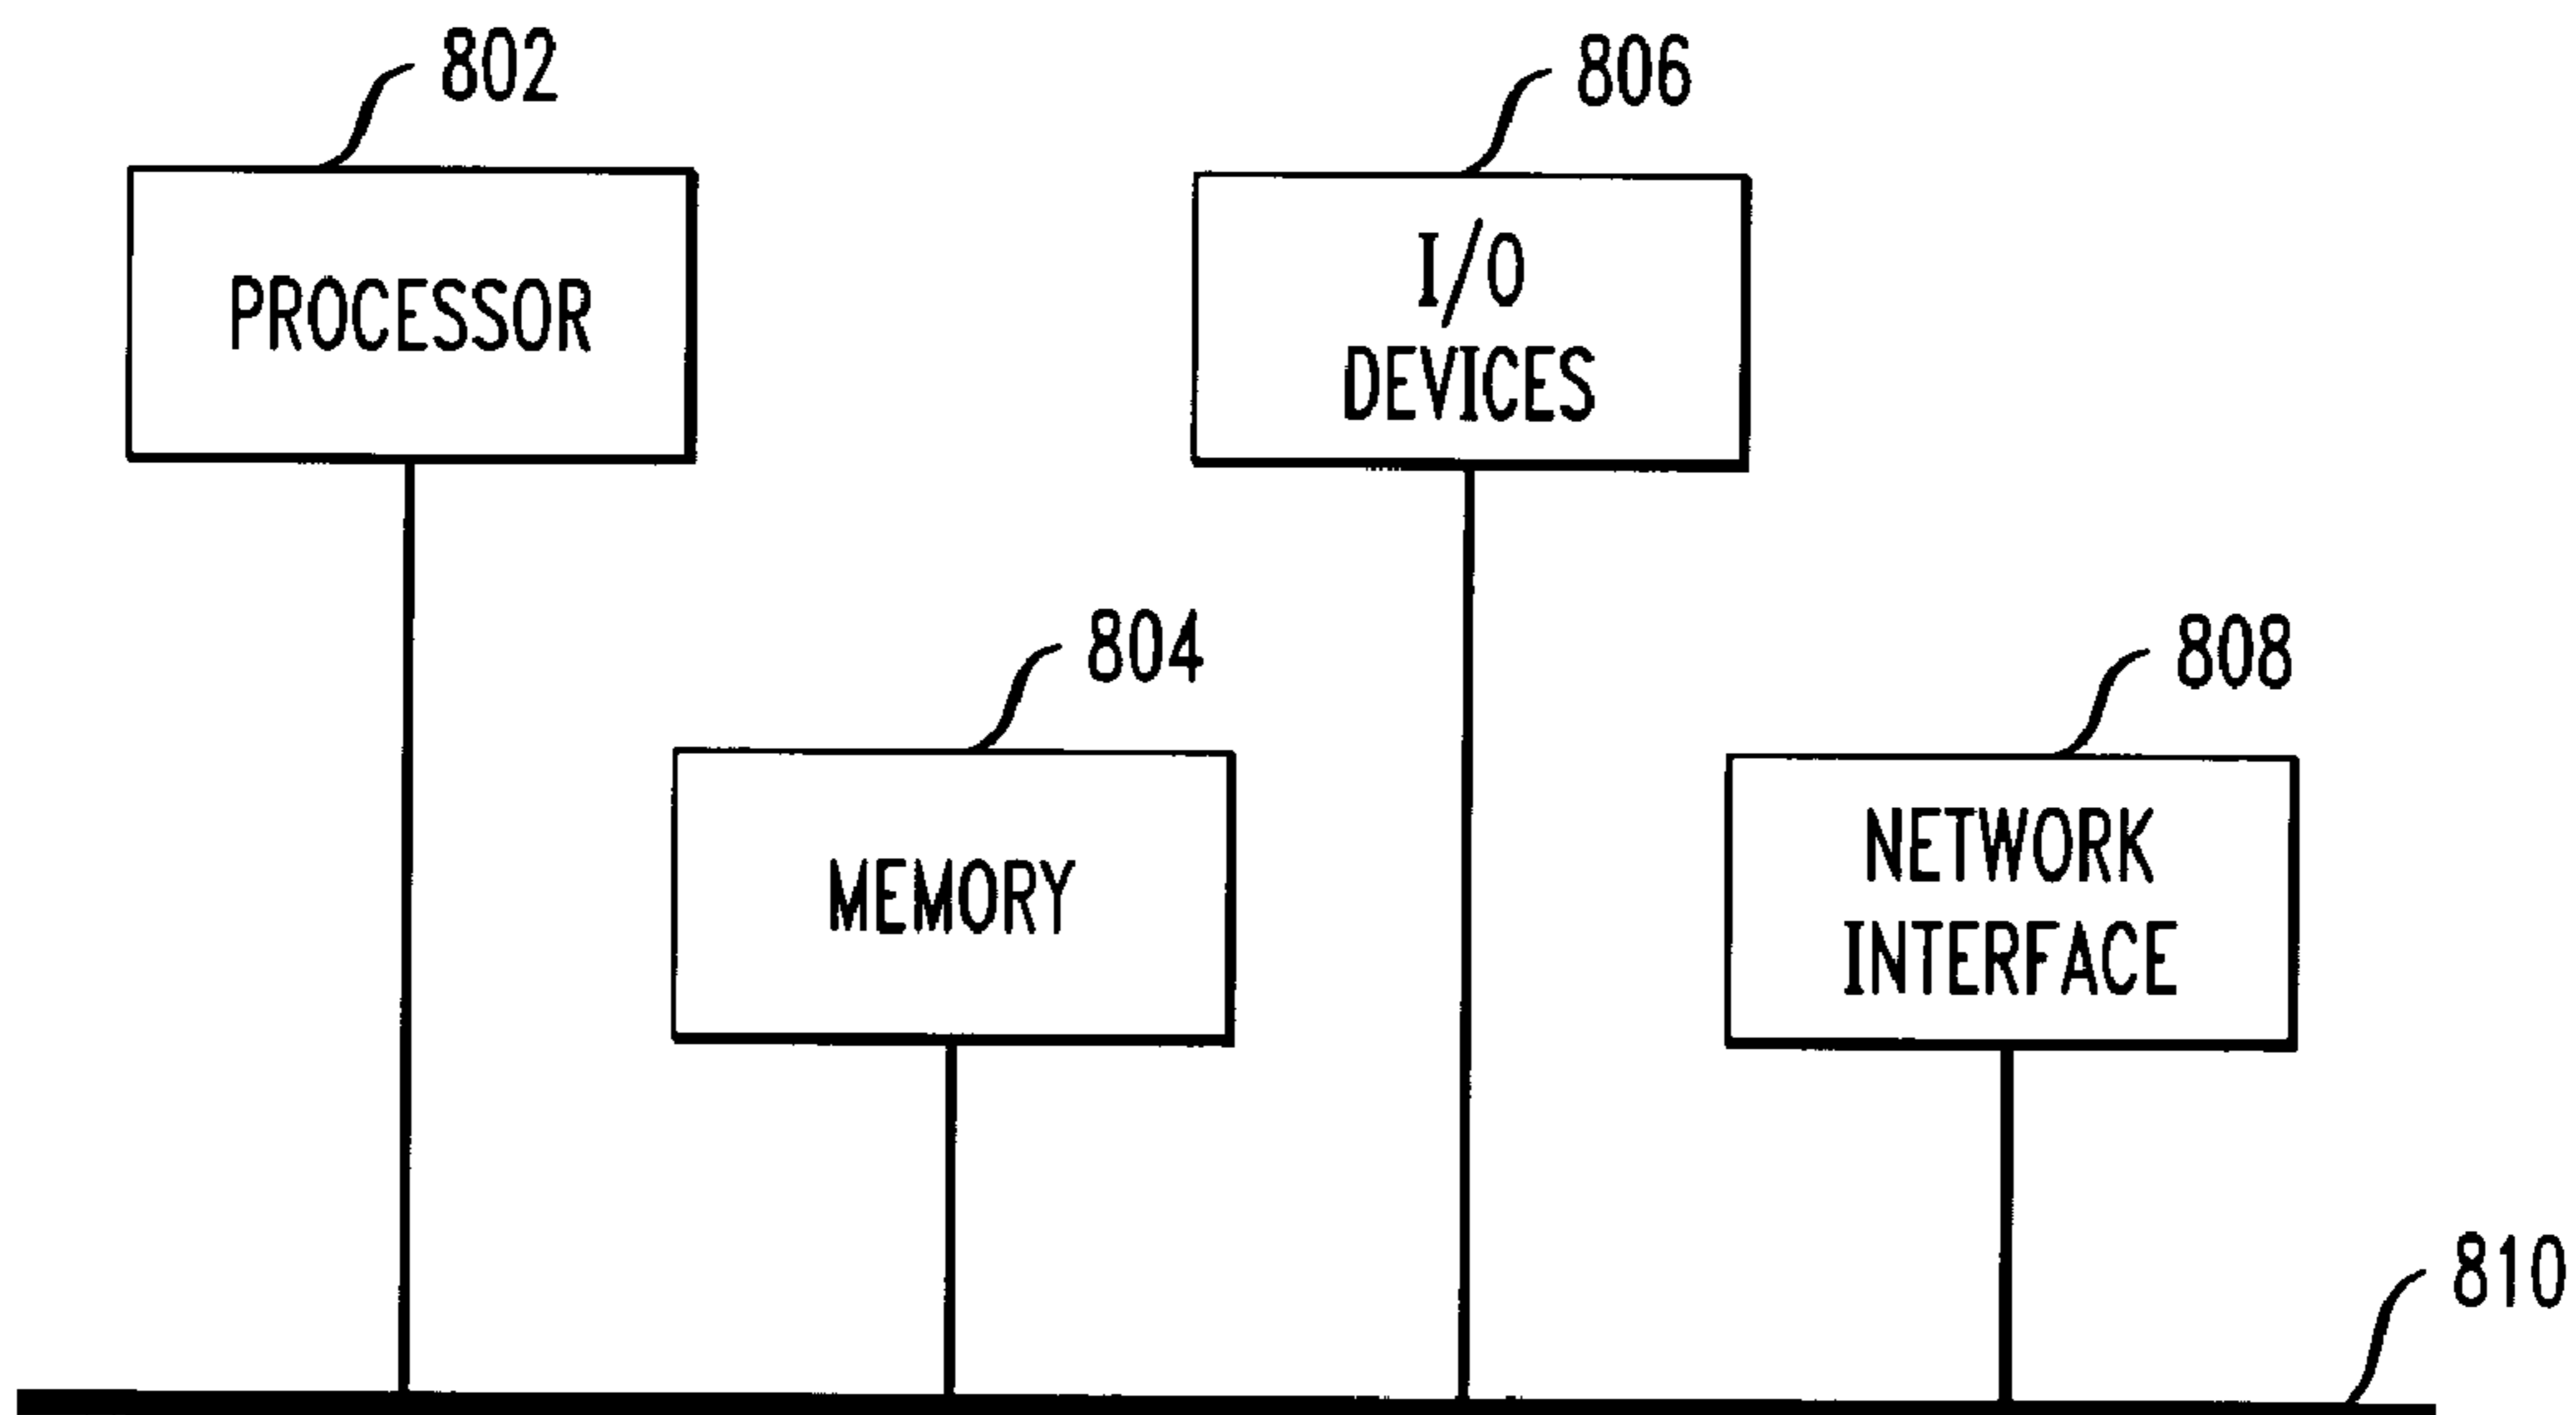 802
PROCESSOR
806
I/O
DEVICES
804
MEMORY
808
NETWORK
INTERFACE
810